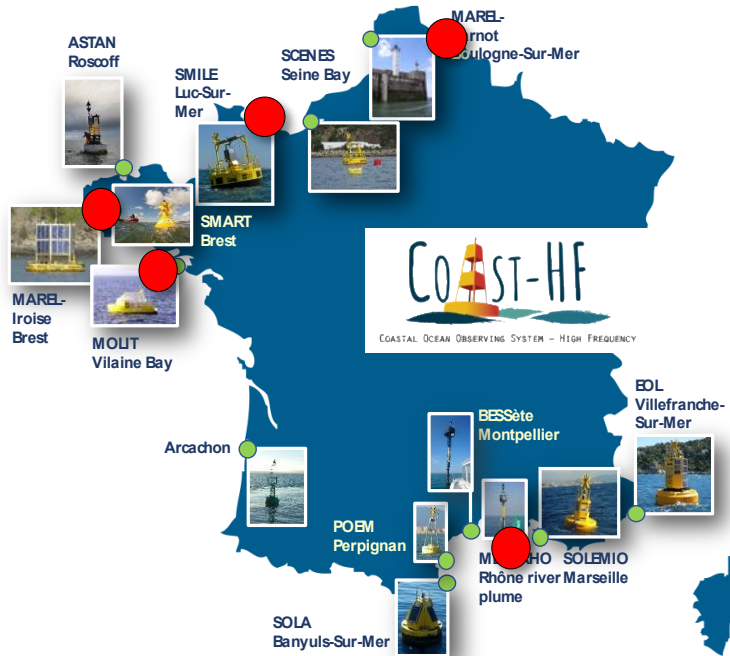 ASTAN
Roscoff
SMILE
Luc-Sur-
Mer
SCENES
Seine Bay
MAREL-
Boulogne-Sur-Mer
SMART
Brest
MAREL-
Iroise
Brest
MOLIT
Vilaine Bay
COAST-HF
COASTAL OCEAN OBSERVING SYSTEM – HIGH FREQUENCY
EOL
Villefranche-
Sur-Mer
BESSète
Montpellier
Arcachon
POEM
Perpignan
SOLEMIO
Marseille
Rhône river
plume
SOLA
Banyuls-Sur-Mer